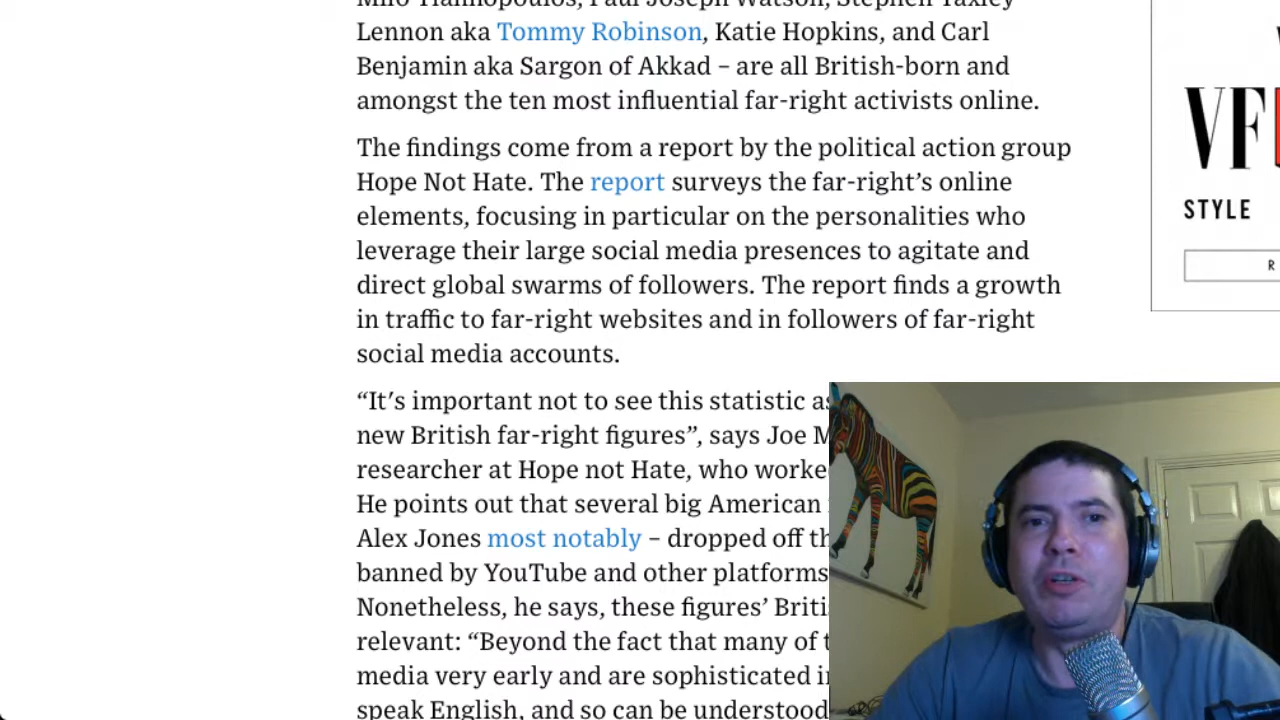 Milo Yiannopoulos, Paul Joseph Watson, Stephen Yaxley
Lennon aka Tommy Robinson, Katie Hopkins, and Carl
Benjamin aka Sargon of Akkad – are all British-born and
amongst the ten most influential far-right activists online.
The findings come from a report by the political action group
Hope Not Hate. The report surveys the far-right’s online
elements, focusing in particular on the personalities who
leverage their large social media presences to agitate and
direct global swarms of followers. The report finds a growth
in traffic to far-right websites and in followers of far-right
social media accounts.
“It’s important not to see this statistic as
new British far-right figures”, says Joe M
researcher at Hope not Hate, who worke
He points out that several big American
Alex Jones most notably – dropped off th
banned by YouTube and other platforms
Nonetheless, he says, these figures’ Briti
relevant: “Beyond the fact that many of t
media very early and are sophisticated i
speak English, and so can be understood
VF
STYLE
R